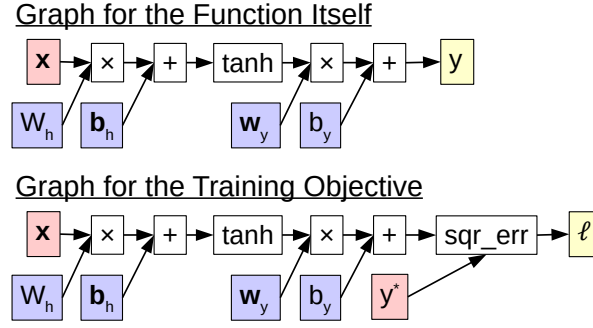 Graph for the Function Itself
x × + tanh × + y
W_h b_h w_y b_y
Graph for the Training Objective
x × + tanh × + sqr_err ℓ
W_h b_h w_y b_y y*